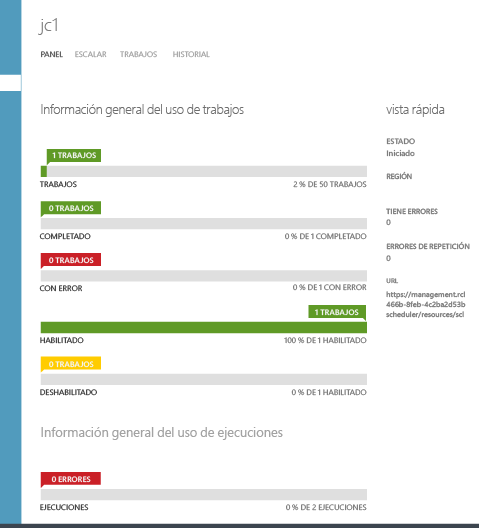 jc1
PANEL ESCALAR TRABAJOS HISTORIAL
Información general del uso de trabajos
1 TRABAJOS
TRABAJOS 2 % DE 50 TRABAJOS
0 TRABAJOS
COMPLETADO 0 % DE 1 COMPLETADO
0 TRABAJOS
CON ERROR 0 % DE 1 CON ERROR
1 TRABAJOS
HABILITADO 100 % DE 1 HABILITADO
0 TRABAJOS
DESHABILITADO 0 % DE 1 HABILITADO
Información general del uso de ejecuciones
0 ERRORES
EJECUCIONES 0 % DE 2 EJECUCIONES
vista rápida
ESTADO
Iniciado
REGIÓN
TIENE ERRORES
0
ERRORES DE REPETICIÓN
0
URL
https://management.rcl
466b-8feb-4c2ba2d53b
scheduler/resources/scl